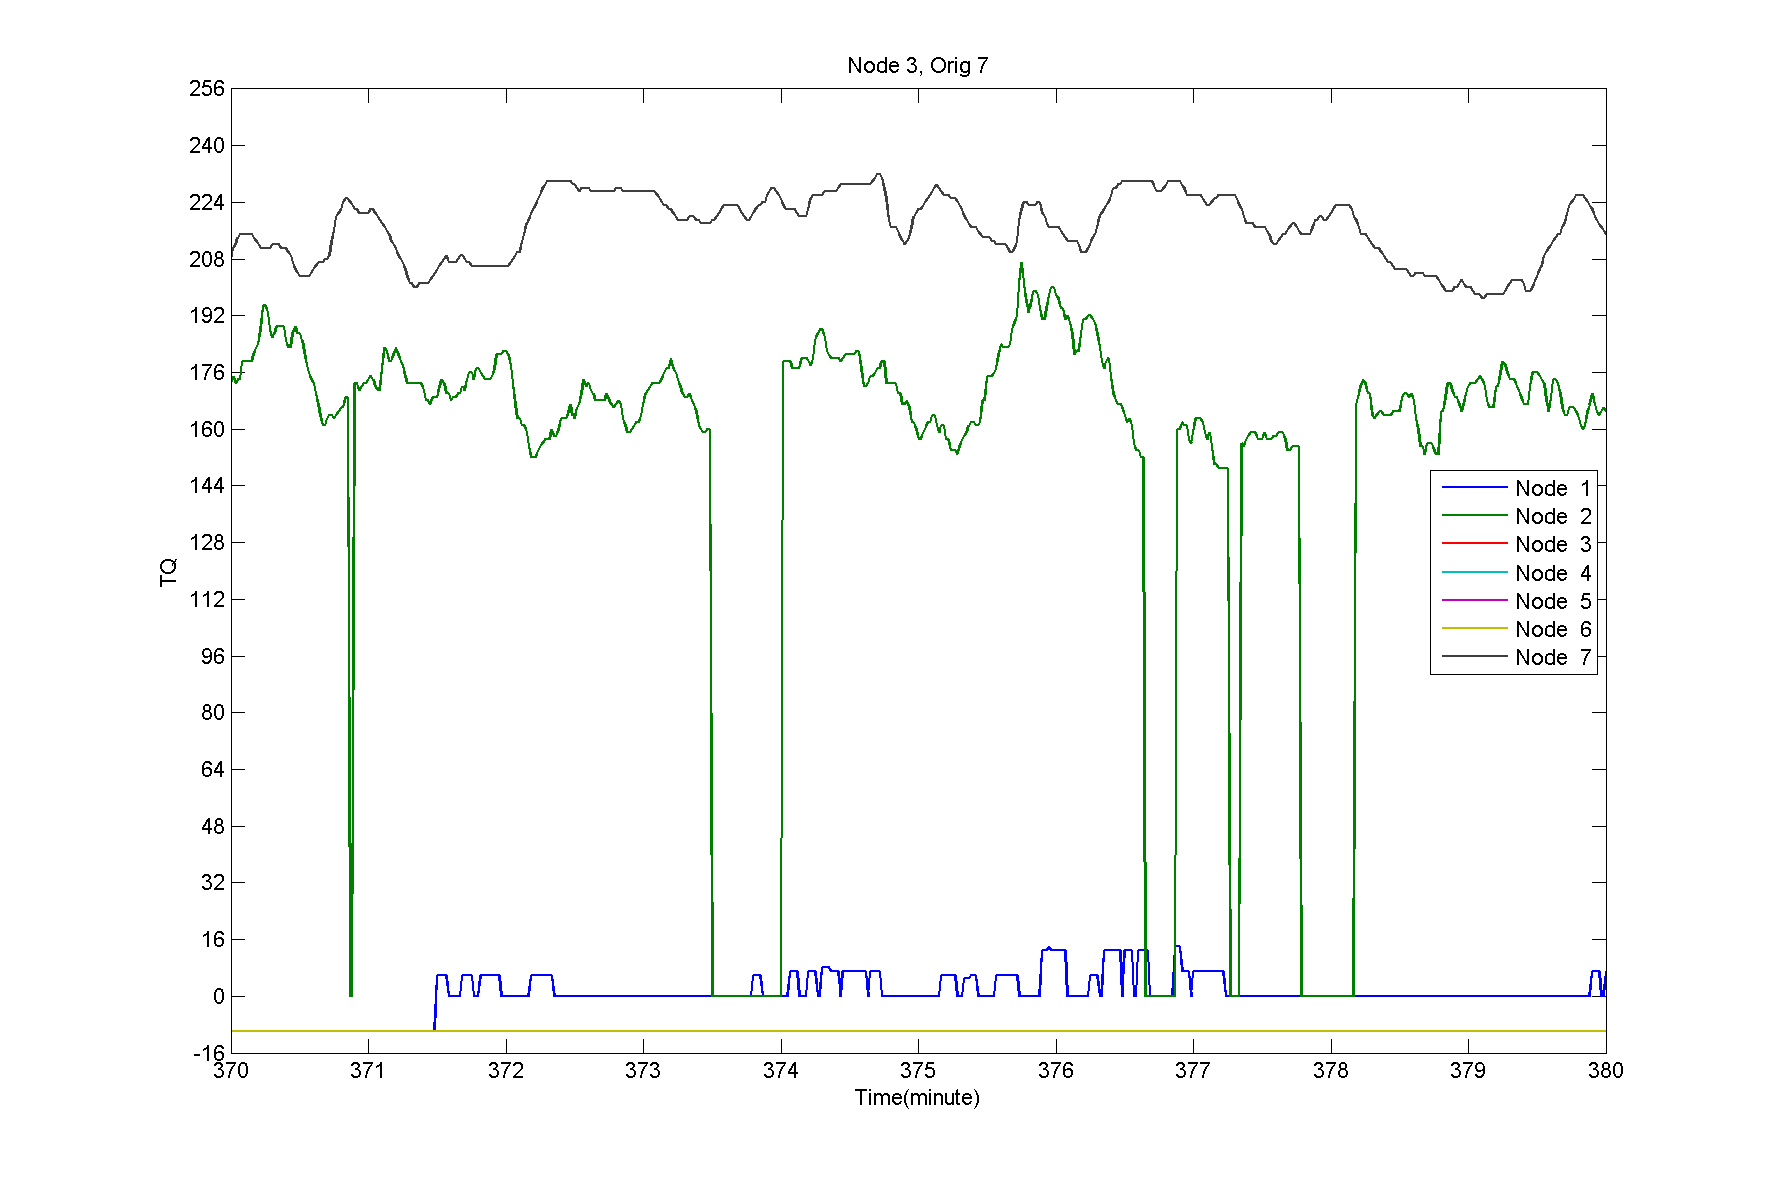 Node 3, Orig 7
256
240
224
208
192
176
160
144
128
112
96
80
64
48
32
16
0
-16
TQ
Node 1
Node 2
Node 3
Node 4
Node 5
Node 6
Node 7
370 371 372 373 374 375 376 377 378 379 380
Time(minute)